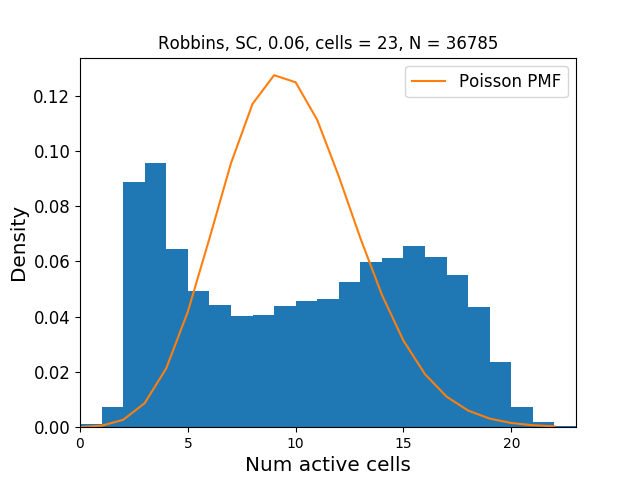 Robbins, SC, 0.06, cells = 23, N = 36785
Poisson PMF
Density
0.12
0.10
0.08
0.06
0.04
0.02
0.00
0 5 10 15 20
Num active cells